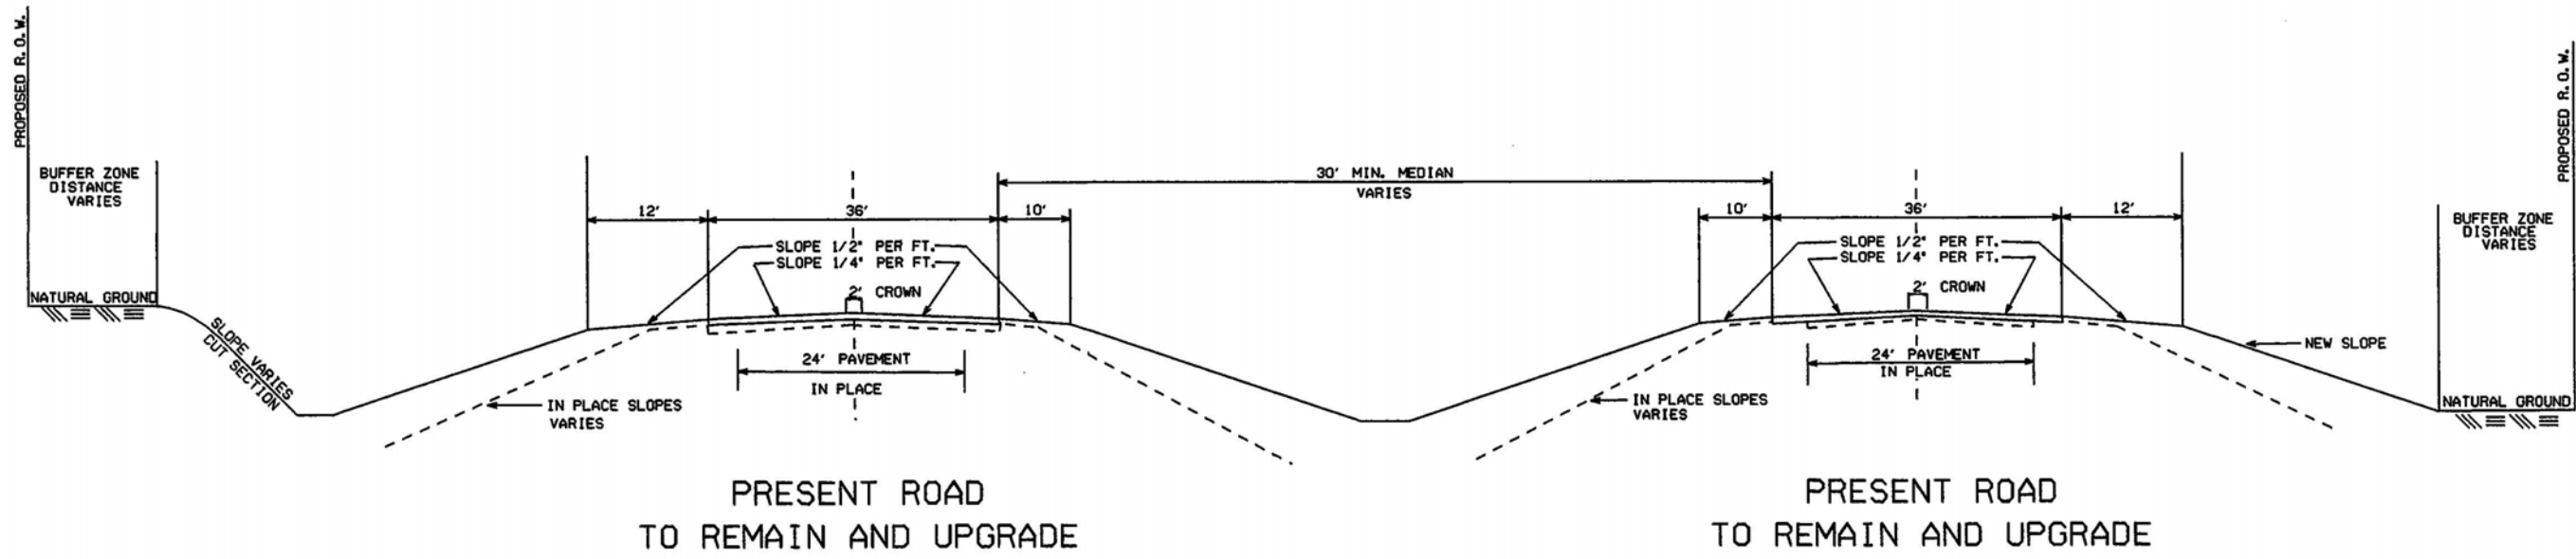 PROPOSED R.O.W.
BUFFER ZONE
DISTANCE
VARIES
NATURAL GROUND
SLOPE VARIES
CUT SECTION
12'
36'
10'
SLOPE 1/2" PER FT.
SLOPE 1/4" PER FT.
2' CROWN
24' PAVEMENT
IN PLACE
IN PLACE SLOPES
VARIES
PRESENT ROAD
TO REMAIN AND UPGRADE
30' MIN. MEDIAN
VARIES
10'
36'
12'
SLOPE 1/2" PER FT.
SLOPE 1/4" PER FT.
2' CROWN
24' PAVEMENT
IN PLACE
IN PLACE SLOPES
VARIES
NEW SLOPE
PRESENT ROAD
TO REMAIN AND UPGRADE
PROPOSED R.O.W.
BUFFER ZONE
DISTANCE
VARIES
NATURAL GROUND